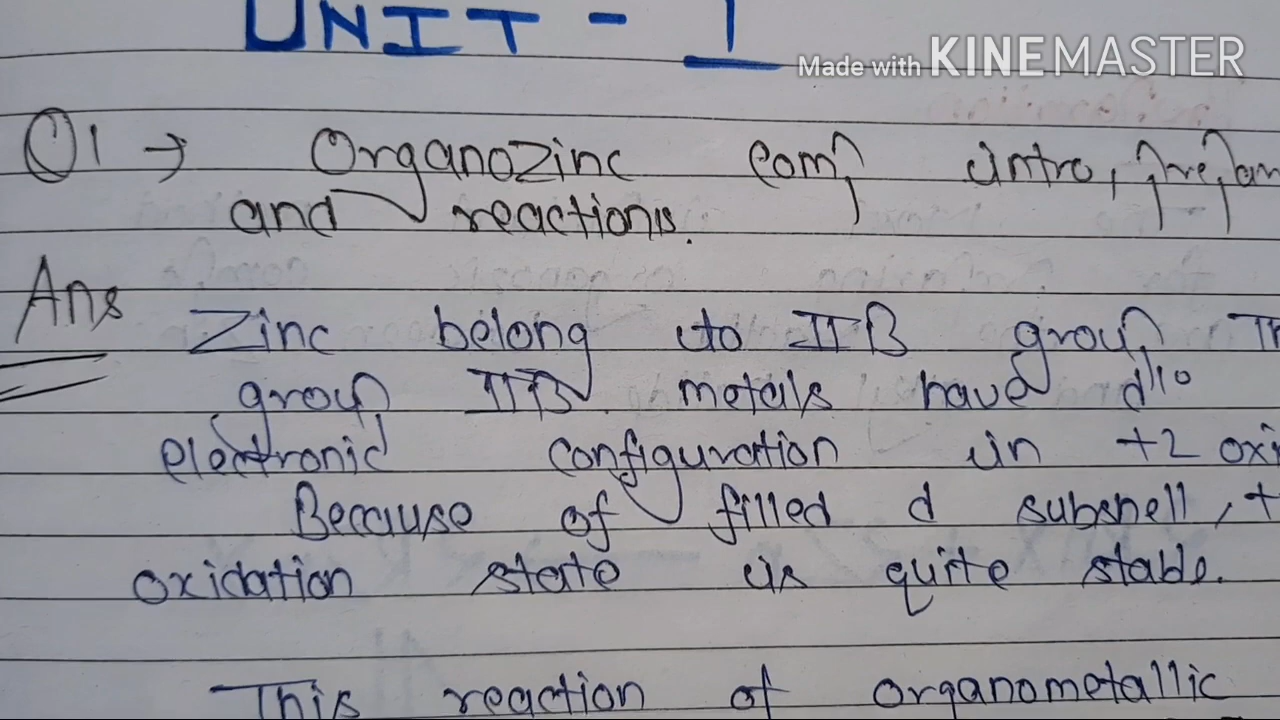 UNIT - 1
Made with KINEMASTER
Q1 → Organozinc comp intro, prepan
and reactions.
Ans Zinc belong to IIB group Th
group IIB metals have d10
electronic configuration in +2 oxi
Because of filled d subshell, +
oxidation state is quite stable.
This reaction of organometallic